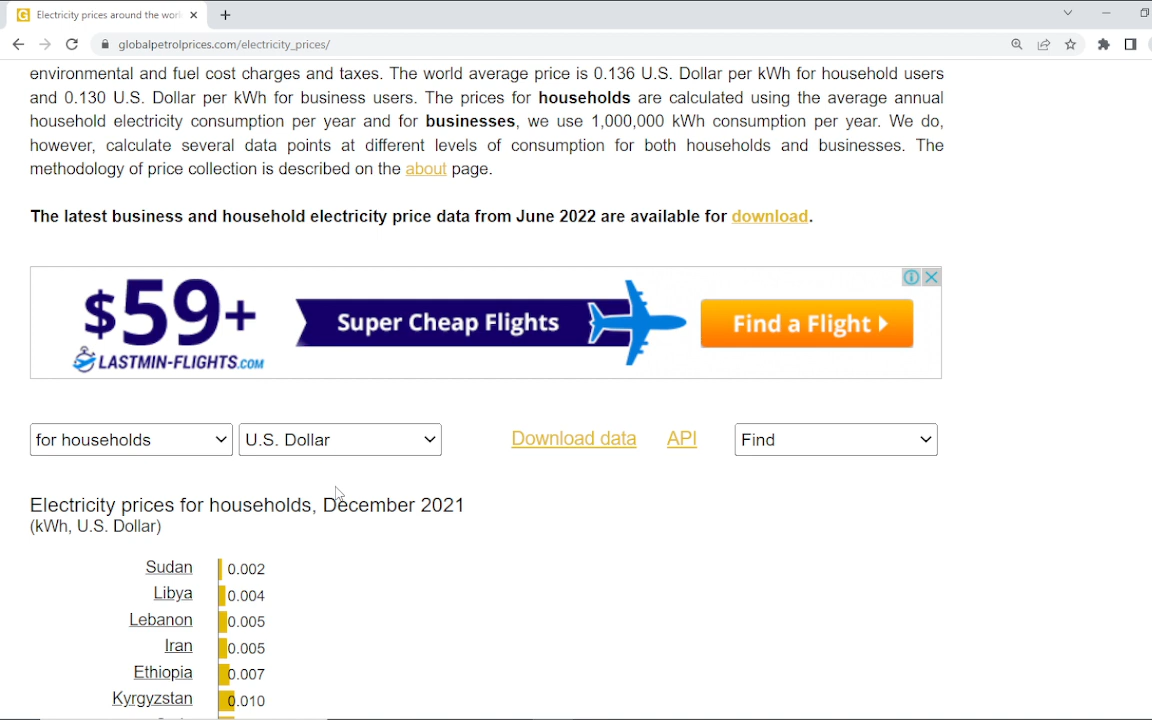 Electricity prices around the worl
globalpetrolprices.com/electricity_prices/
environmental and fuel cost charges and taxes. The world average price is 0.136 U.S. Dollar per kWh for household users
and 0.130 U.S. Dollar per kWh for business users. The prices for households are calculated using the average annual
household electricity consumption per year and for businesses, we use 1,000,000 kWh consumption per year. We do,
however, calculate several data points at different levels of consumption for both households and businesses. The
methodology of price collection is described on the about page.
The latest business and household electricity price data from June 2022 are available for download.
$59+
LASTMIN-FLIGHTS.COM
Super Cheap Flights
Find a Flight
for households
U.S. Dollar
Download data
API
Find
Electricity prices for households, December 2021
(kWh, U.S. Dollar)
Sudan 0.002
Libya 0.004
Lebanon 0.005
Iran 0.005
Ethiopia 0.007
Kyrgyzstan 0.010